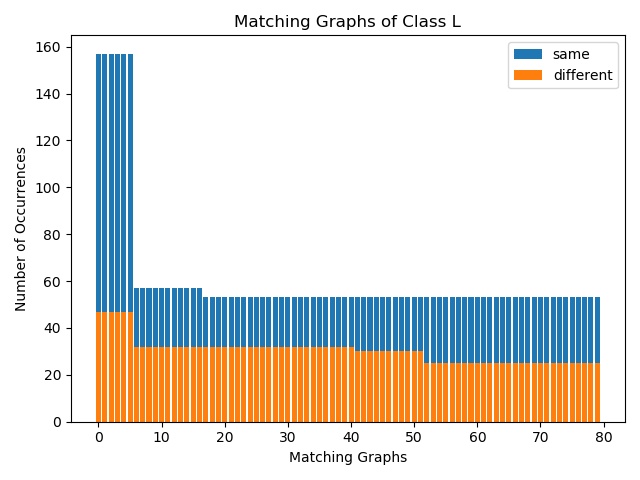 Matching Graphs of Class L
same
different
Number of Occurrences
160
140
120
100
80
60
40
20
0
0 10 20 30 40 50 60 70 80
Matching Graphs